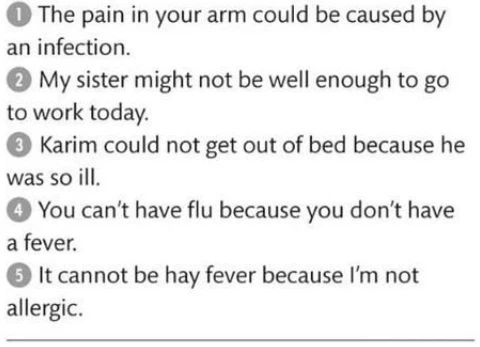 1 The pain in your arm could be caused by
an infection.
2 My sister might not be well enough to go
to work today.
3 Karim could not get out of bed because he
was so ill.
4 You can't have flu because you don't have
a fever.
5 It cannot be hay fever because I'm not
allergic.